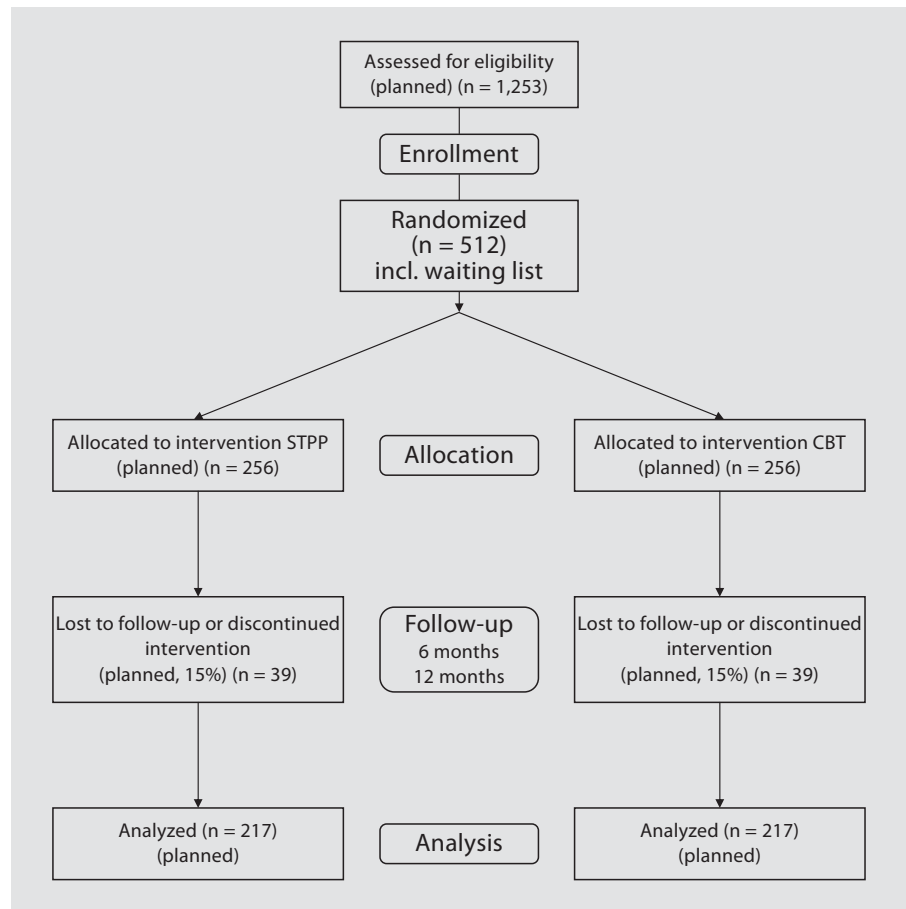 Assessed for eligibility
(planned) (n = 1,253)
Enrollment
Randomized
(n = 512)
incl. waiting list
Allocated to intervention STPP
(planned) (n = 256)
Allocation
Allocated to intervention CBT
(planned) (n = 256)
Lost to follow-up or discontinued
intervention
(planned, 15%) (n = 39)
Follow-up
6 months
12 months
Lost to follow-up or discontinued
intervention
(planned, 15%) (n = 39)
Analyzed (n = 217)
(planned)
Analysis
Analyzed (n = 217)
(planned)